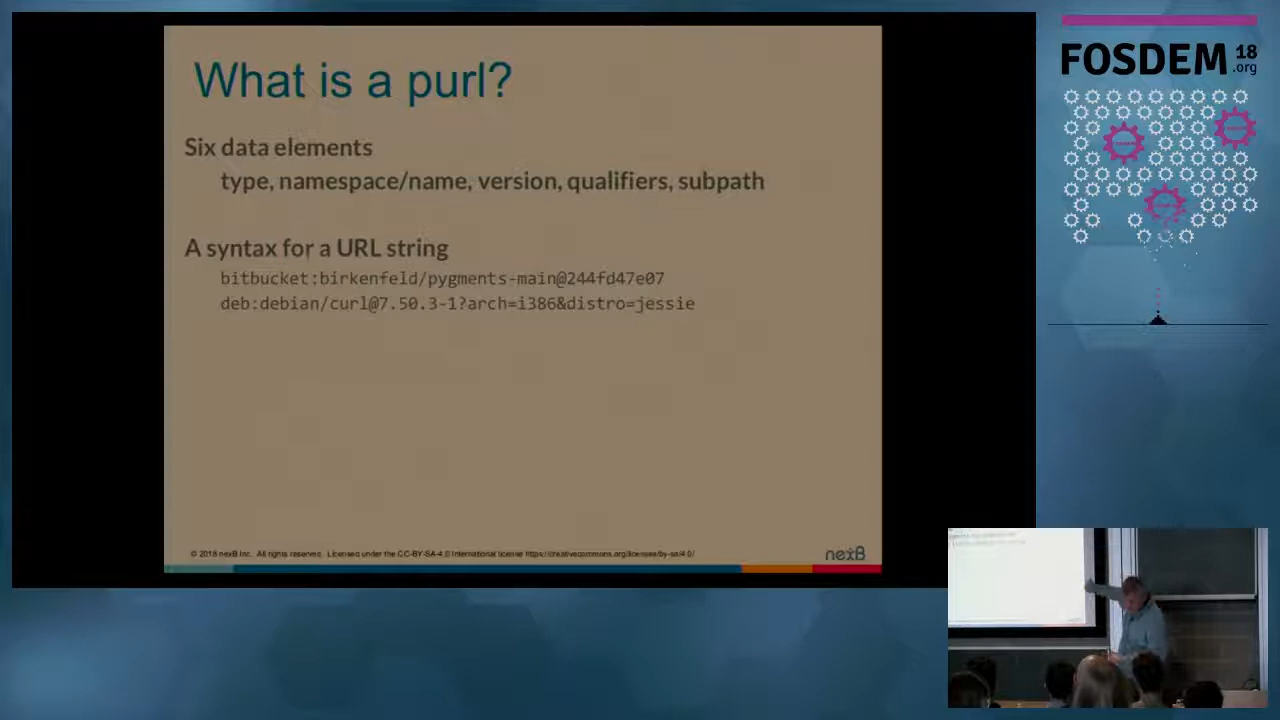 What is a purl?
Six data elements
type, namespace/name, version, qualifiers, subpath
A syntax for a URL string
bitbucket:birkenfeld/pygments-main@244fd47e07
deb:debian/curl@7.50.3-1?arch=i386&distro=jessie
© 2018 nexB Inc. All rights reserved. Licensed under the CC-BY-SA-4.0 International license https://creativecommons.org/licenses/by-sa/4.0/
nexB
FOSDEM 18
.org